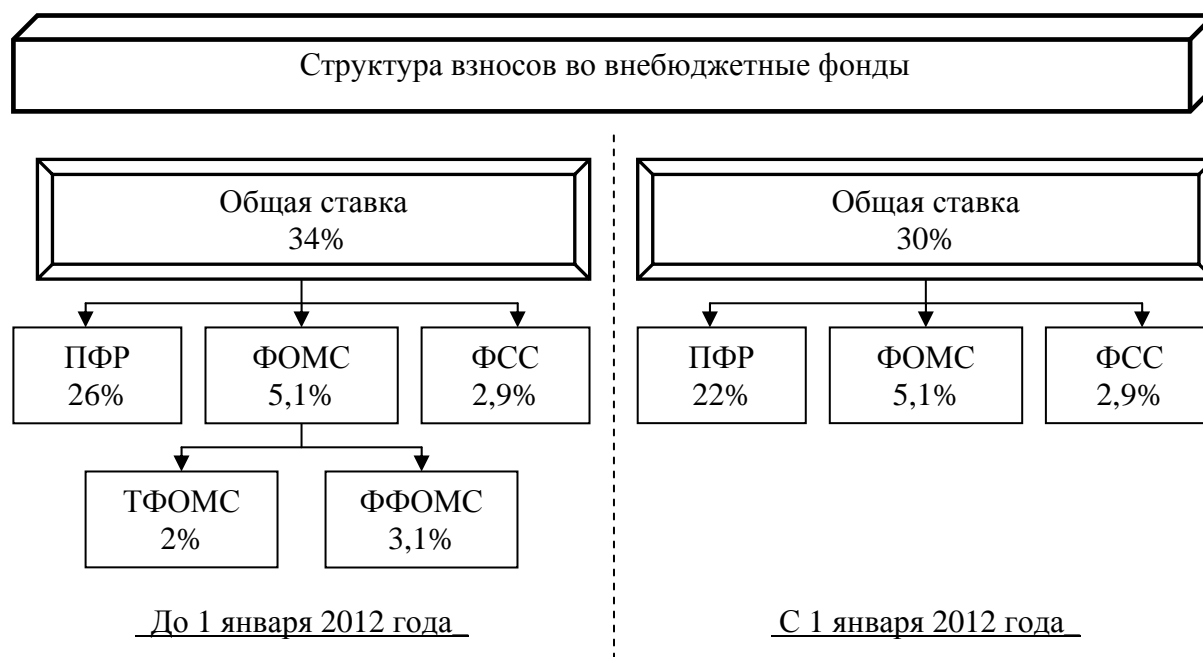 Структура взносов во внебюджетные фонды
Общая ставка
34%
ПФР
26%
ФОМС
5,1%
ФСС
2,9%
ТФОМС
2%
ФФОМС
3,1%
До 1 января 2012 года_
Общая ставка
30%
ПФР
22%
ФОМС
5,1%
ФСС
2,9%
С 1 января 2012 года_